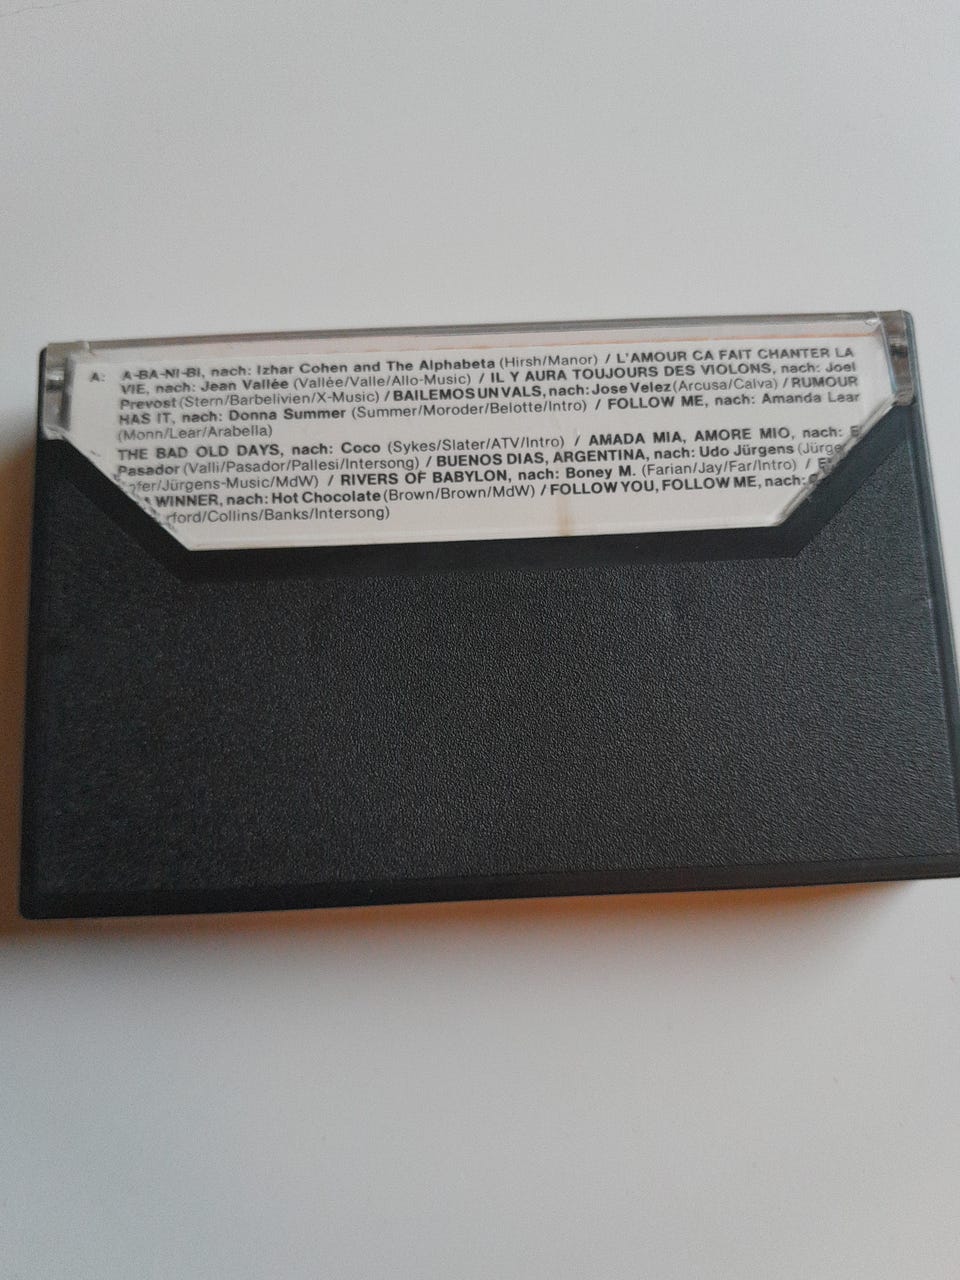 A: A-BA-NI-BI, nach: Izhar Cohen and The Alphabeta (Hirsh/Manor) / L'AMOUR CA FAIT CHANTER LA
VIE, nach: Jean Vallée (Vallée/Valle/Allo-Music) / IL Y AURA TOUJOURS DES VIOLONS, nach: Joel
Prevost (Stern/Barbelivien/X-Music) / BAILEMOS UN VALS, nach: Jose Velez (Arcusa/Calva) / RUMOUR
HAS IT, nach: Donna Summer (Summer/Moroder/Belotte/Intro) / FOLLOW ME, nach: Amanda Lear
(Monn/Lear/Arabella)
THE BAD OLD DAYS, nach: Coco (Sykes/Slater/ATV/Intro) / AMADA MIA, AMORE MIO, nach:
Pasador (Valli/Pasador/Pallesi/Intersong) / BUENOS DIAS, ARGENTINA, nach: Udo Jürgens
/Jürgens-Music/MdW) / RIVERS OF BABYLON, nach: Boney M. (Farian/Jay/Far/Intro) /
WINNER, nach: Hot Chocolate (Brown/Brown/MdW) / FOLLOW YOU, FOLLOW ME, nach:
/Collins/Banks/Intersong)